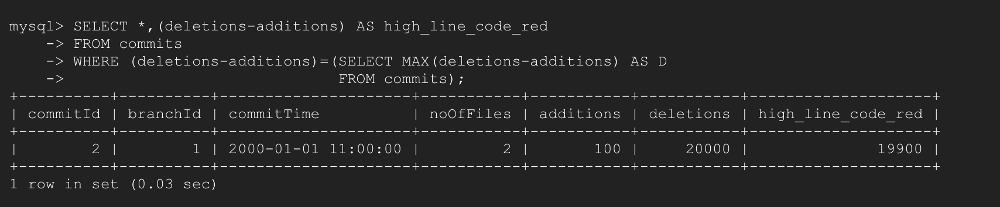 mysql> SELECT *,(deletions-additions) AS high_line_code_red
    -> FROM commits
    -> WHERE (deletions-additions)=(SELECT MAX(deletions-additions) AS D
    ->                              FROM commits);
+----------+----------+---------------------+-----------+-----------+-----------+--------------------+
| commitId | branchId | commitTime          | noOfFiles | additions | deletions | high_line_code_red |
+----------+----------+---------------------+-----------+-----------+-----------+--------------------+
|        2 |        1 | 2000-01-01 11:00:00 |         2 |       100 |     20000 |              19900 |
+----------+----------+---------------------+-----------+-----------+-----------+--------------------+
1 row in set (0.03 sec)